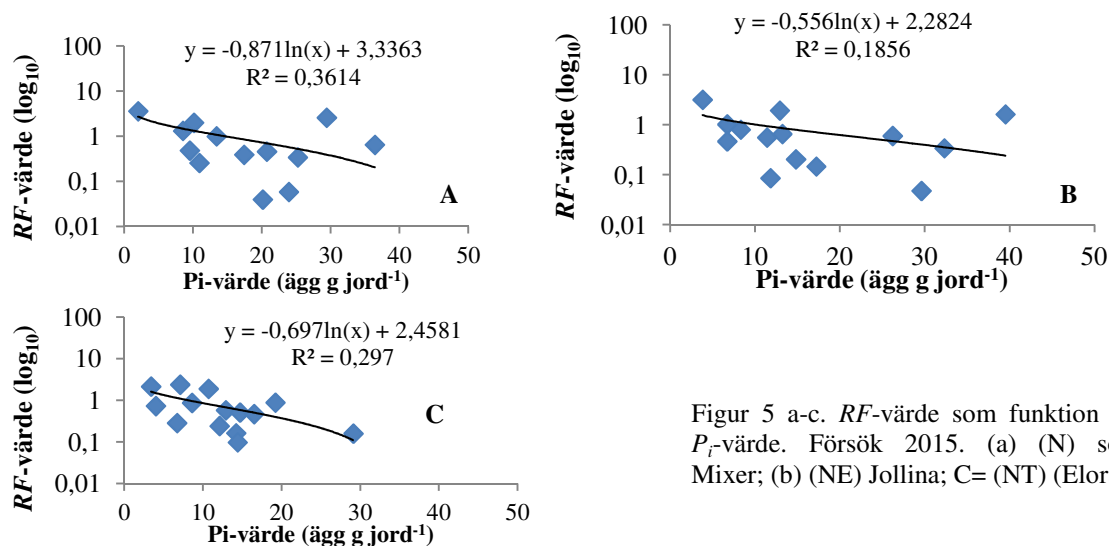 y = -0,871ln(x) + 3,3363
R² = 0,3614
100
10
1
0,1
0,01
RF-värde (log₁₀)
A
0 10 20 30 40 50
Pi-värde (ägg g jord⁻¹)
y = -0,556ln(x) + 2,2824
R² = 0,1856
100
10
1
0,1
0,01
RF-värde (log₁₀)
B
0 10 20 30 40 50
Pi-värde (ägg g jord⁻¹)
y = -0,697ln(x) + 2,4581
R² = 0,297
100
10
1
0,1
0,01
RF-värde (log₁₀)
C
0 10 20 30 40 50
Pi-värde (ägg g jord⁻¹)
Figur 5 a-c. RF-värde som funktion
Pᵢ-värde. Försök 2015. (a) (N)
Mixer; (b) (NE) Jollina; C= (NT)